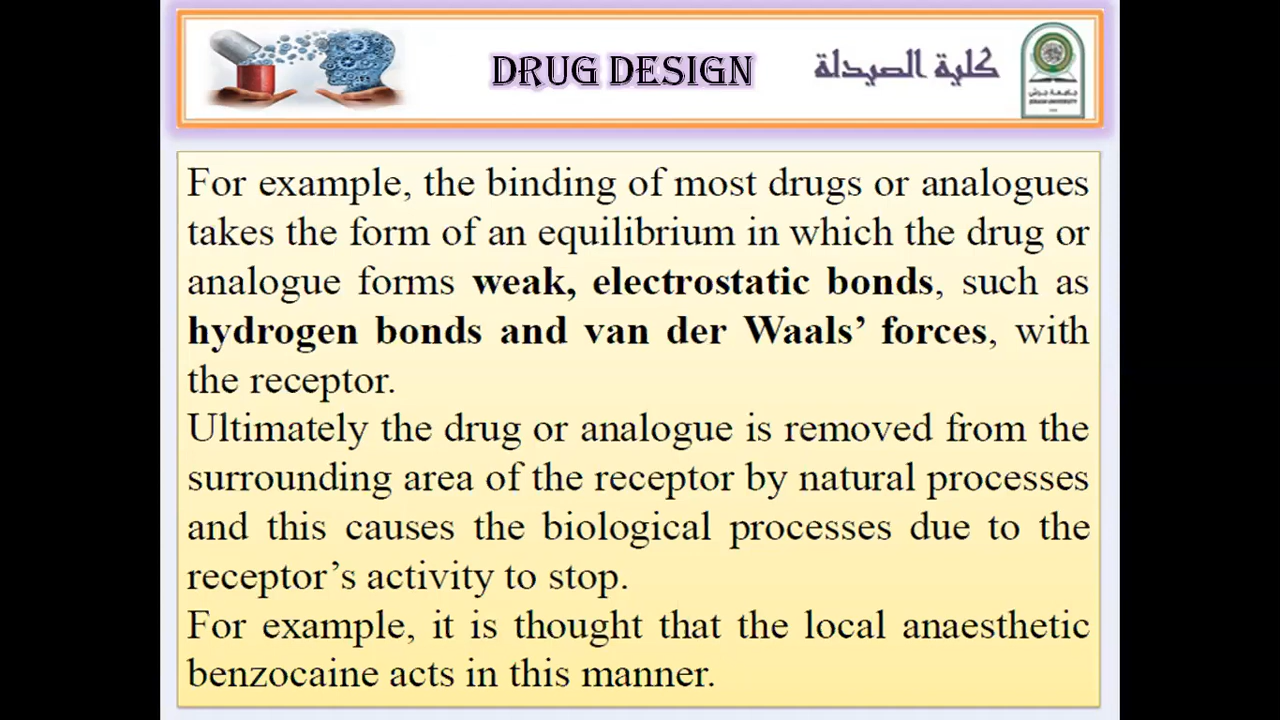 DRUG DESIGN
كلية الصيدلة
جامعة جرش
JERASH UNIVERSITY
For example, the binding of most drugs or analogues
takes the form of an equilibrium in which the drug or
analogue forms weak, electrostatic bonds, such as
hydrogen bonds and van der Waals’ forces, with
the receptor.
Ultimately the drug or analogue is removed from the
surrounding area of the receptor by natural processes
and this causes the biological processes due to the
receptor’s activity to stop.
For example, it is thought that the local anaesthetic
benzocaine acts in this manner.